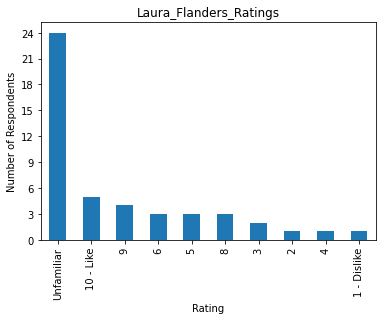 Laura_Flanders_Ratings
Number of Respondents
24
21
18
15
12
9
6
3
0
Unfamiliar
10 - Like
9
6
5
8
3
2
4
1 - Dislike
Rating